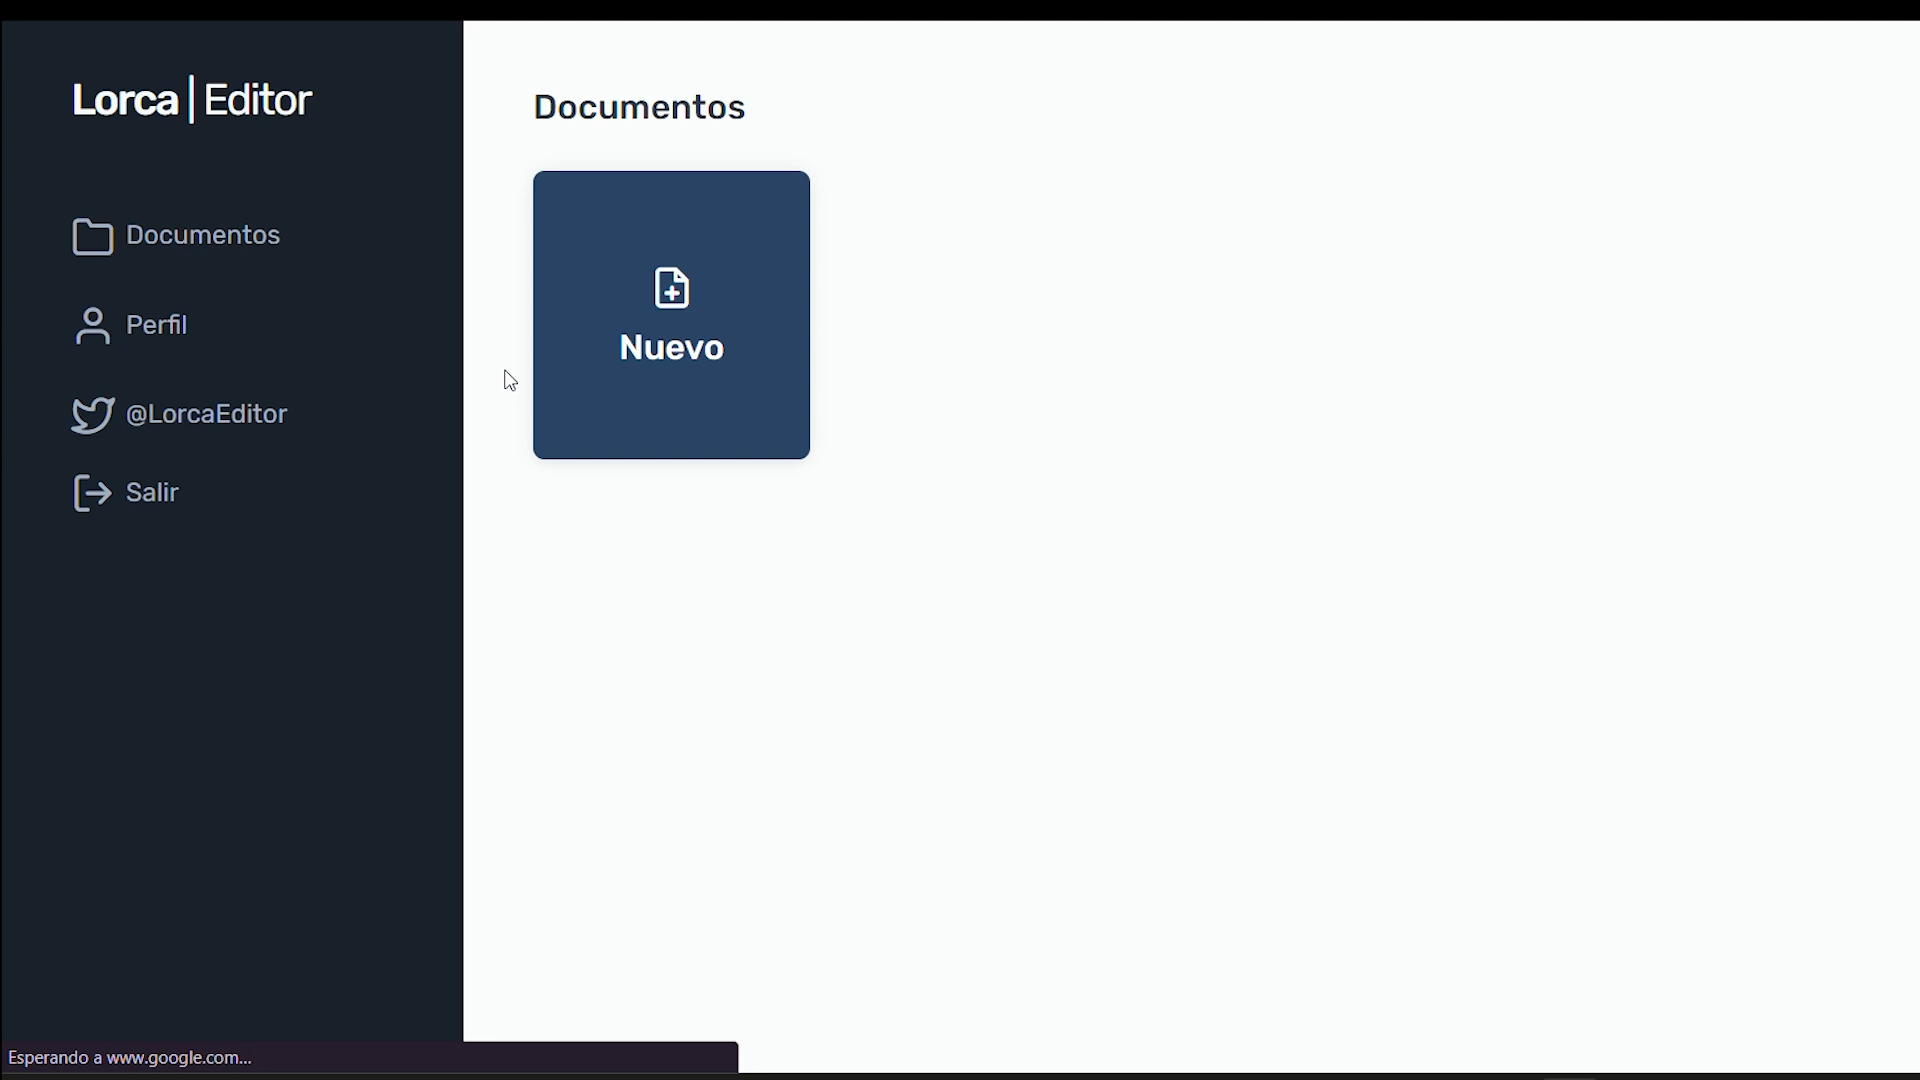 Lorca | Editor
Documentos
Perfil
@LorcaEditor
Salir
Documentos
Nuevo
Esperando a www.google.com...